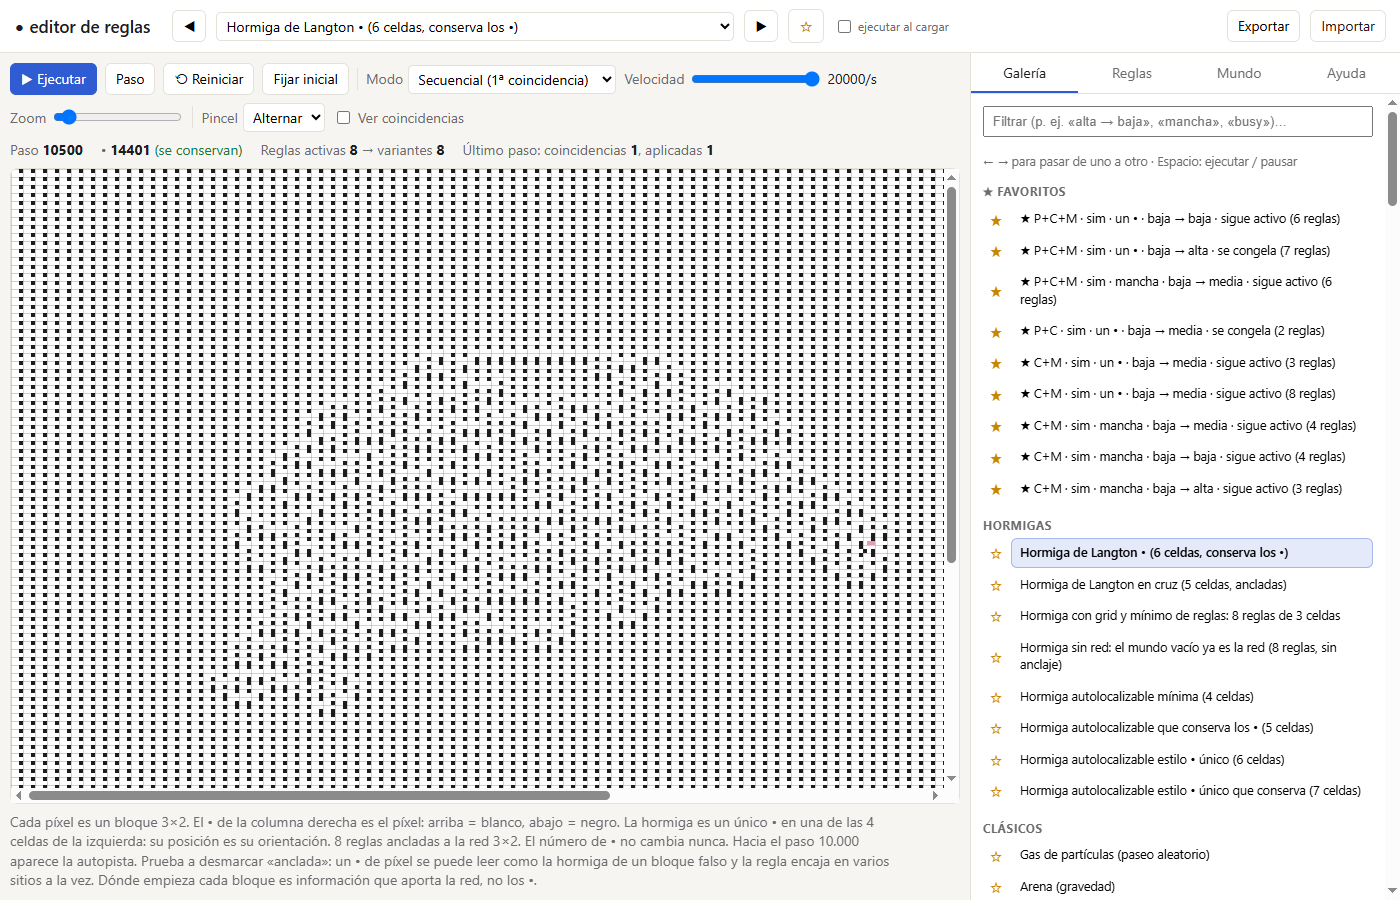 • editor de reglas
◀
Hormiga de Langton • (6 celdas, conserva los •)
▶
☆
ejecutar al cargar
Exportar
Importar
▶ Ejecutar
Paso
⟲ Reiniciar
Fijar inicial
Modo
Secuencial (1ª coincidencia)
Velocidad
20000/s
Zoom
Pincel
Alternar
Ver coincidencias
Paso 10500
• 14401 (se conservan)
Reglas activas 8 → variantes 8
Último paso: coincidencias 1, aplicadas 1
Cada píxel es un bloque 3×2. El • de la columna derecha es el píxel: arriba = blanco, abajo = negro. La hormiga es un único • en una de las 4
celdas de la izquierda: su posición es su orientación. 8 reglas ancladas a la red 3×2. El número de • no cambia nunca. Hacia el paso 10.000
aparece la autopista. Prueba a desmarcar «anclada»: un • de píxel se puede leer como la hormiga de un bloque falso y la regla encaja en varios
sitios a la vez. Dónde empieza cada bloque es información que aporta la red, no los •.
Galería
Reglas
Mundo
Ayuda
Filtrar (p. ej. «alta → baja», «mancha», «busy»)...
← → para pasar de uno a otro · Espacio: ejecutar / pausar
★ FAVORITOS
★ ★ P+C+M · sim · un • · baja → baja · sigue activo (6 reglas)
★ ★ P+C+M · sim · un • · baja → alta · se congela (7 reglas)
★ ★ P+C+M · sim · mancha · baja → media · sigue activo (6
reglas)
★ ★ P+C · sim · un • · baja → media · se congela (2 reglas)
★ ★ C+M · sim · un • · baja → media · sigue activo (3 reglas)
★ ★ C+M · sim · un • · baja → media · sigue activo (8 reglas)
★ ★ C+M · sim · mancha · baja → media · sigue activo (4 reglas)
★ ★ C+M · sim · mancha · baja → baja · sigue activo (4 reglas)
★ ★ C+M · sim · mancha · baja → alta · sigue activo (3 reglas)
HORMIGAS
☆ Hormiga de Langton • (6 celdas, conserva los •)
☆ Hormiga de Langton en cruz (5 celdas, ancladas)
☆ Hormiga con grid y mínimo de reglas: 8 reglas de 3 celdas
☆ Hormiga sin red: el mundo vacío ya es la red (8 reglas, sin
anclaje)
☆ Hormiga autolocalizable mínima (4 celdas)
☆ Hormiga autolocalizable que conserva los • (5 celdas)
☆ Hormiga autolocalizable estilo • único (6 celdas)
☆ Hormiga autolocalizable estilo • único que conserva (7 celdas)
CLÁSICOS
☆ Gas de partículas (paseo aleatorio)
☆ Arena (gravedad)